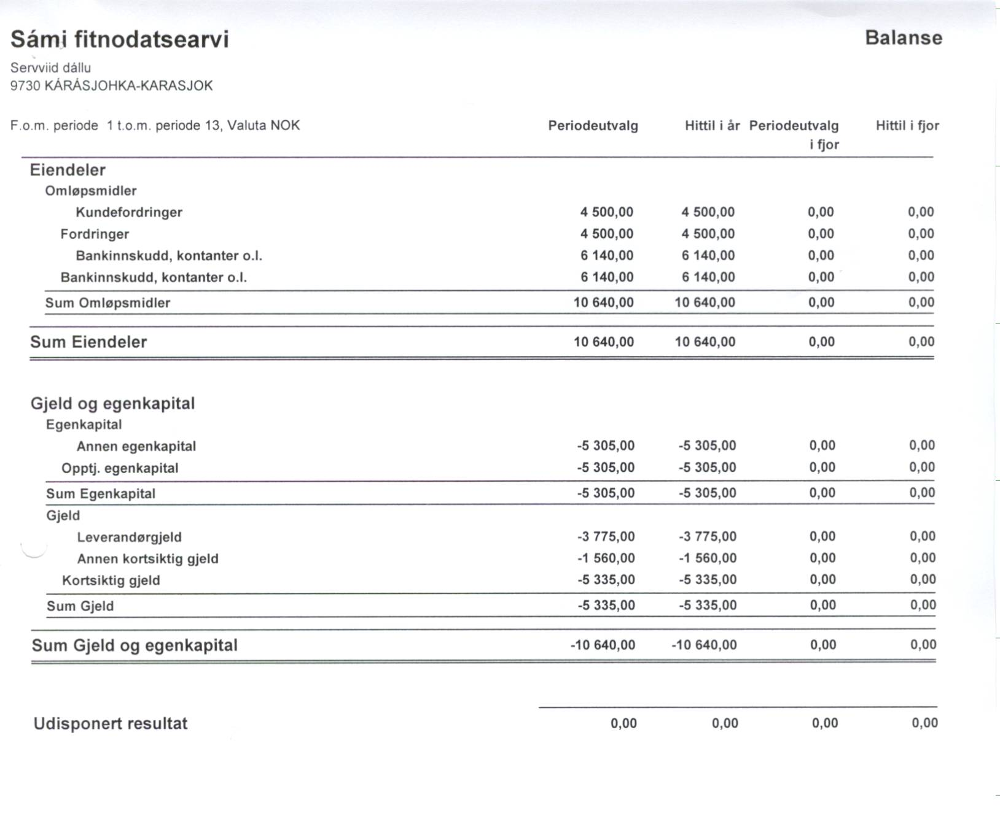 Sámi fitnodatsearvi Balanse
Servviid dállu
9730 KÁRÁSJOHKA-KARASJOK
F.o.m. periode 1 t.o.m. periode 13, Valuta NOK Periodeutvalg Hittil i år Periodeutvalg Hittil i fjor
i fjor
Eiendeler
Omløpsmidler
Kundefordringer 4 500,00 4 500,00 0,00 0,00
Fordringer 4 500,00 4 500,00 0,00 0,00
Bankinnskudd, kontanter o.l. 6 140,00 6 140,00 0,00 0,00
Bankinnskudd, kontanter o.l. 6 140,00 6 140,00 0,00 0,00
Sum Omløpsmidler 10 640,00 10 640,00 0,00 0,00
Sum Eiendeler 10 640,00 10 640,00 0,00 0,00
Gjeld og egenkapital
Egenkapital
Annen egenkapital -5 305,00 -5 305,00 0,00 0,00
Opptj. egenkapital -5 305,00 -5 305,00 0,00 0,00
Sum Egenkapital -5 305,00 -5 305,00 0,00 0,00
Gjeld
Leverandørgjeld -3 775,00 -3 775,00 0,00 0,00
Annen kortsiktig gjeld -1 560,00 -1 560,00 0,00 0,00
Kortsiktig gjeld -5 335,00 -5 335,00 0,00 0,00
Sum Gjeld -5 335,00 -5 335,00 0,00 0,00
Sum Gjeld og egenkapital -10 640,00 -10 640,00 0,00 0,00
Udisponert resultat 0,00 0,00 0,00 0,00